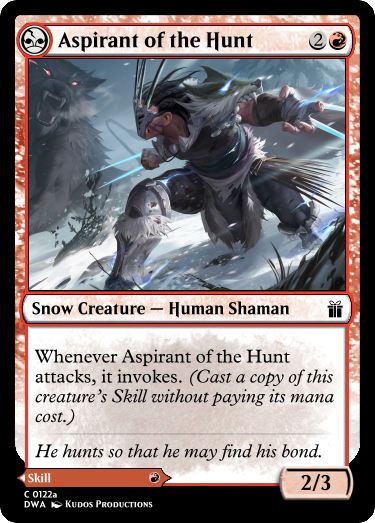 Aspirant of the Hunt 2
Snow Creature — Human Shaman
Whenever Aspirant of the Hunt
attacks, it invokes. (Cast a copy of this
creature's Skill without paying its mana
cost.)
He hunts so that he may find his bond.
Skill
2/3
C 0122a
DWA Kudos Productions